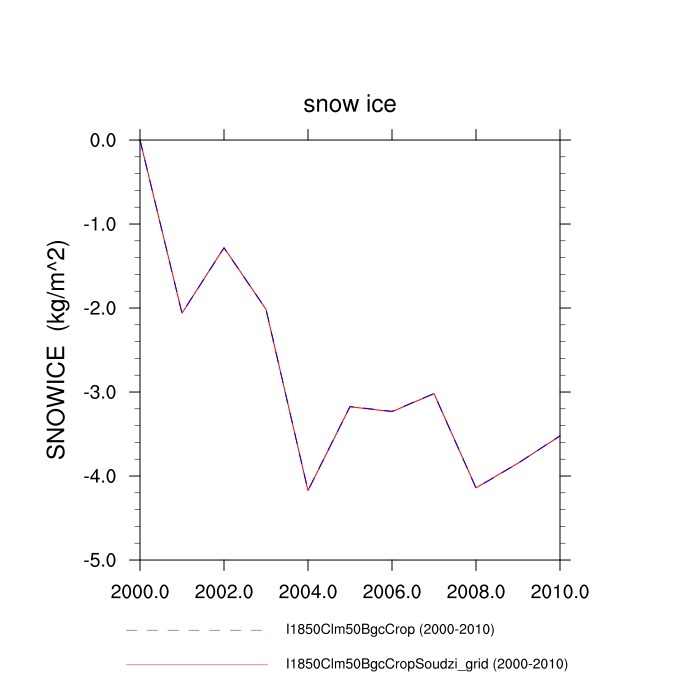 snow ice
SNOWICE (kg/m^2)
0.0
-1.0
-2.0
-3.0
-4.0
-5.0
2000.0 2002.0 2004.0 2006.0 2008.0 2010.0
I1850Clm50BgcCrop (2000-2010)
I1850Clm50BgcCropSoudzi_grid (2000-2010)